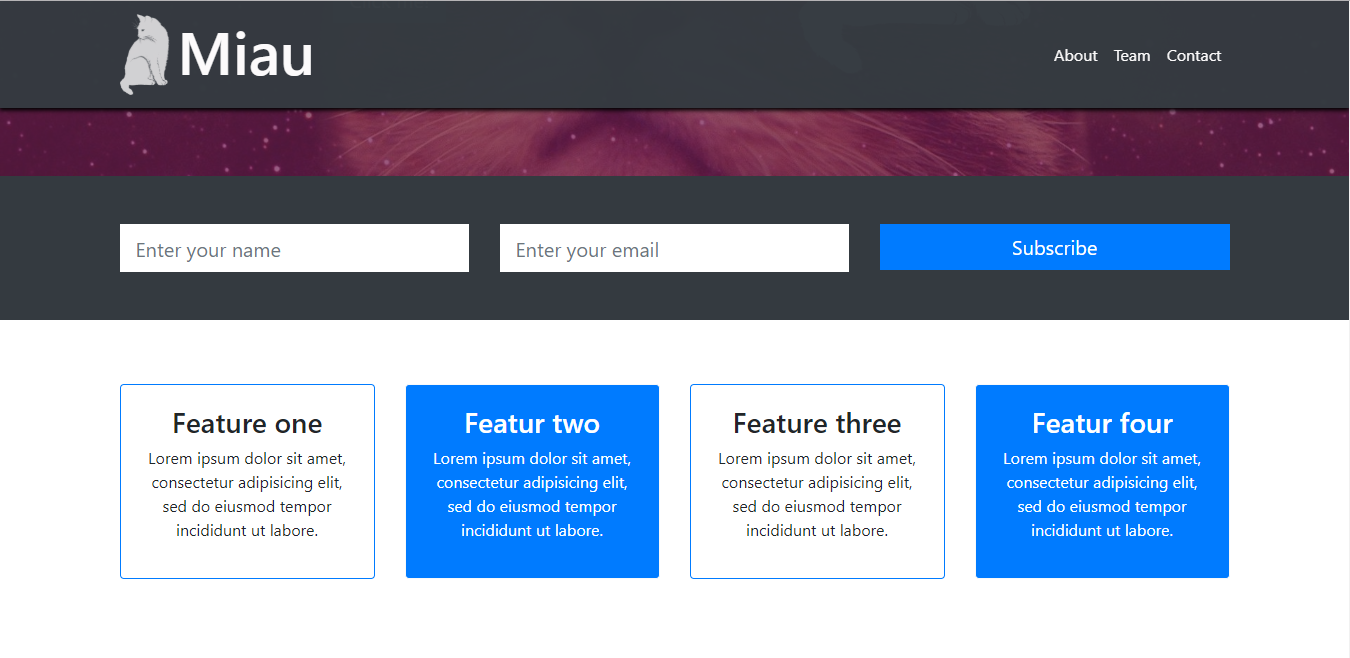 Miau
About Team Contact
Enter your name
Enter your email
Subscribe
Feature one
Lorem ipsum dolor sit amet,
consectetur adipisicing elit,
sed do eiusmod tempor
incididunt ut labore.
Featur two
Lorem ipsum dolor sit amet,
consectetur adipisicing elit,
sed do eiusmod tempor
incididunt ut labore.
Feature three
Lorem ipsum dolor sit amet,
consectetur adipisicing elit,
sed do eiusmod tempor
incididunt ut labore.
Featur four
Lorem ipsum dolor sit amet,
consectetur adipisicing elit,
sed do eiusmod tempor
incididunt ut labore.